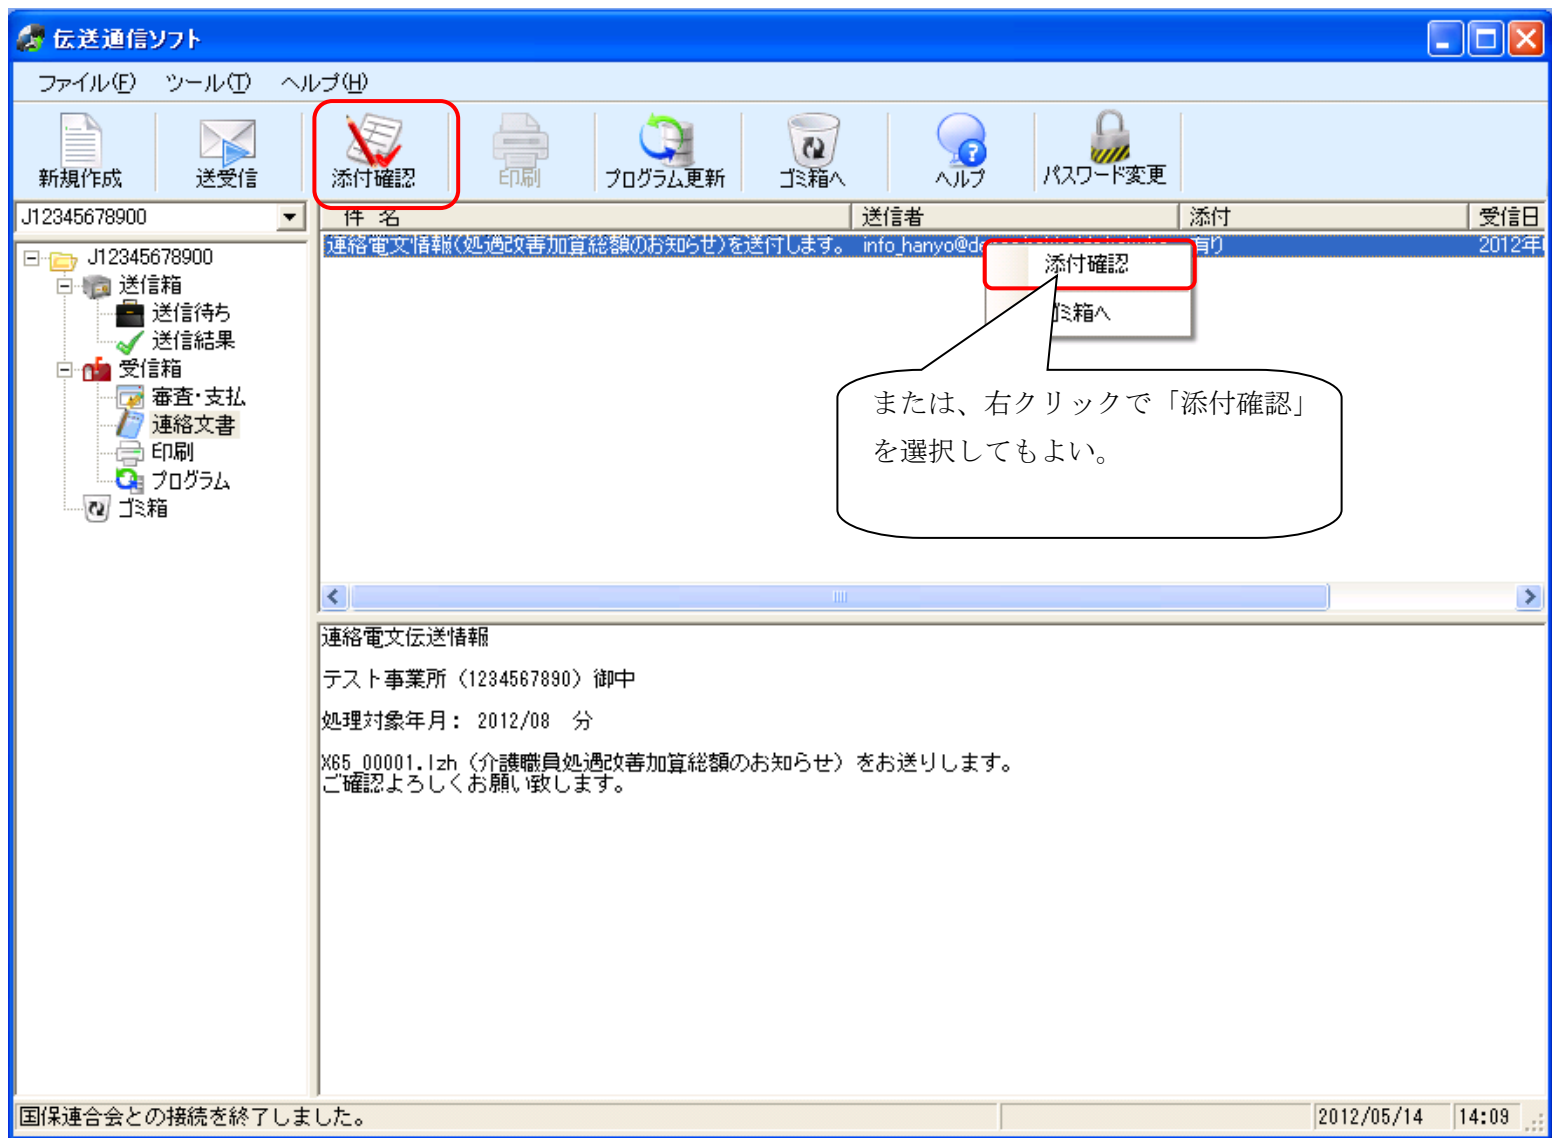 伝送通信ソフト
ファイル(F) ツール(T) ヘルプ(H)
新規作成 送受信 添付確認 印刷 プログラム更新 ゴミ箱へ ヘルプ パスワード変更
J12345678900
件 名 送信者 添付 受信日
連絡電文情報(処遇改善加算総額のお知らせ)を送付します。 info_hanyo@d 有り 2012年
添付確認
ゴミ箱へ
または、右クリックで「添付確認」
を選択してもよい。
J12345678900
送信箱
送信待ち
送信結果
受信箱
審査・支払
連絡文書
印刷
プログラム
ゴミ箱
連絡電文伝送情報
テスト事業所（1234567890）御中
処理対象年月： 2012/08 分
X65_00001.lzh（介護職員処遇改善加算総額のお知らせ）をお送りします。
ご確認よろしくお願い致します。
国保連合会との接続を終了しました。 2012/05/14 14:09